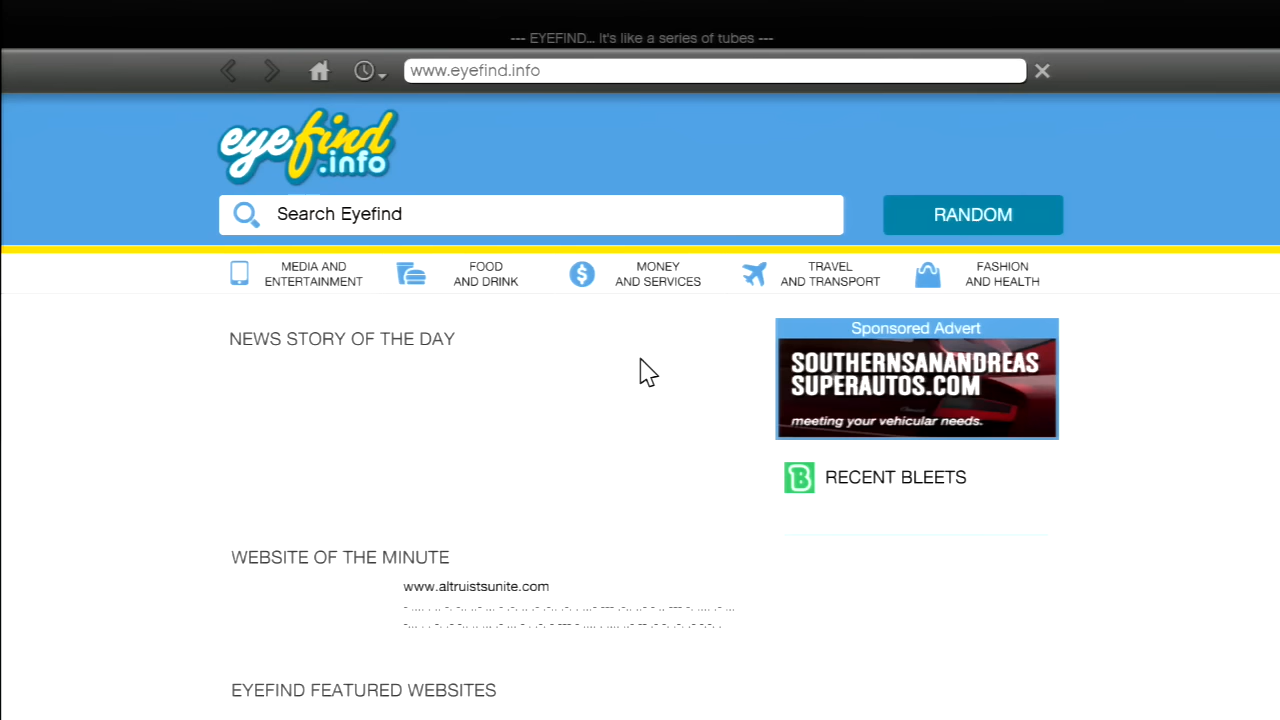 --- EYEFIND... It's like a series of tubes ---
www.eyefind.info
eyefind
.info
Search Eyefind
RANDOM
MEDIA AND
ENTERTAINMENT
FOOD
AND DRINK
MONEY
AND SERVICES
TRAVEL
AND TRANSPORT
FASHION
AND HEALTH
NEWS STORY OF THE DAY
Sponsored Advert
SOUTHERNSANANDREAS
SUPERAUTOS.COM
meeting your vehicular needs.
B RECENT BLEETS
WEBSITE OF THE MINUTE
www.altruistsunite.com
EYEFIND FEATURED WEBSITES